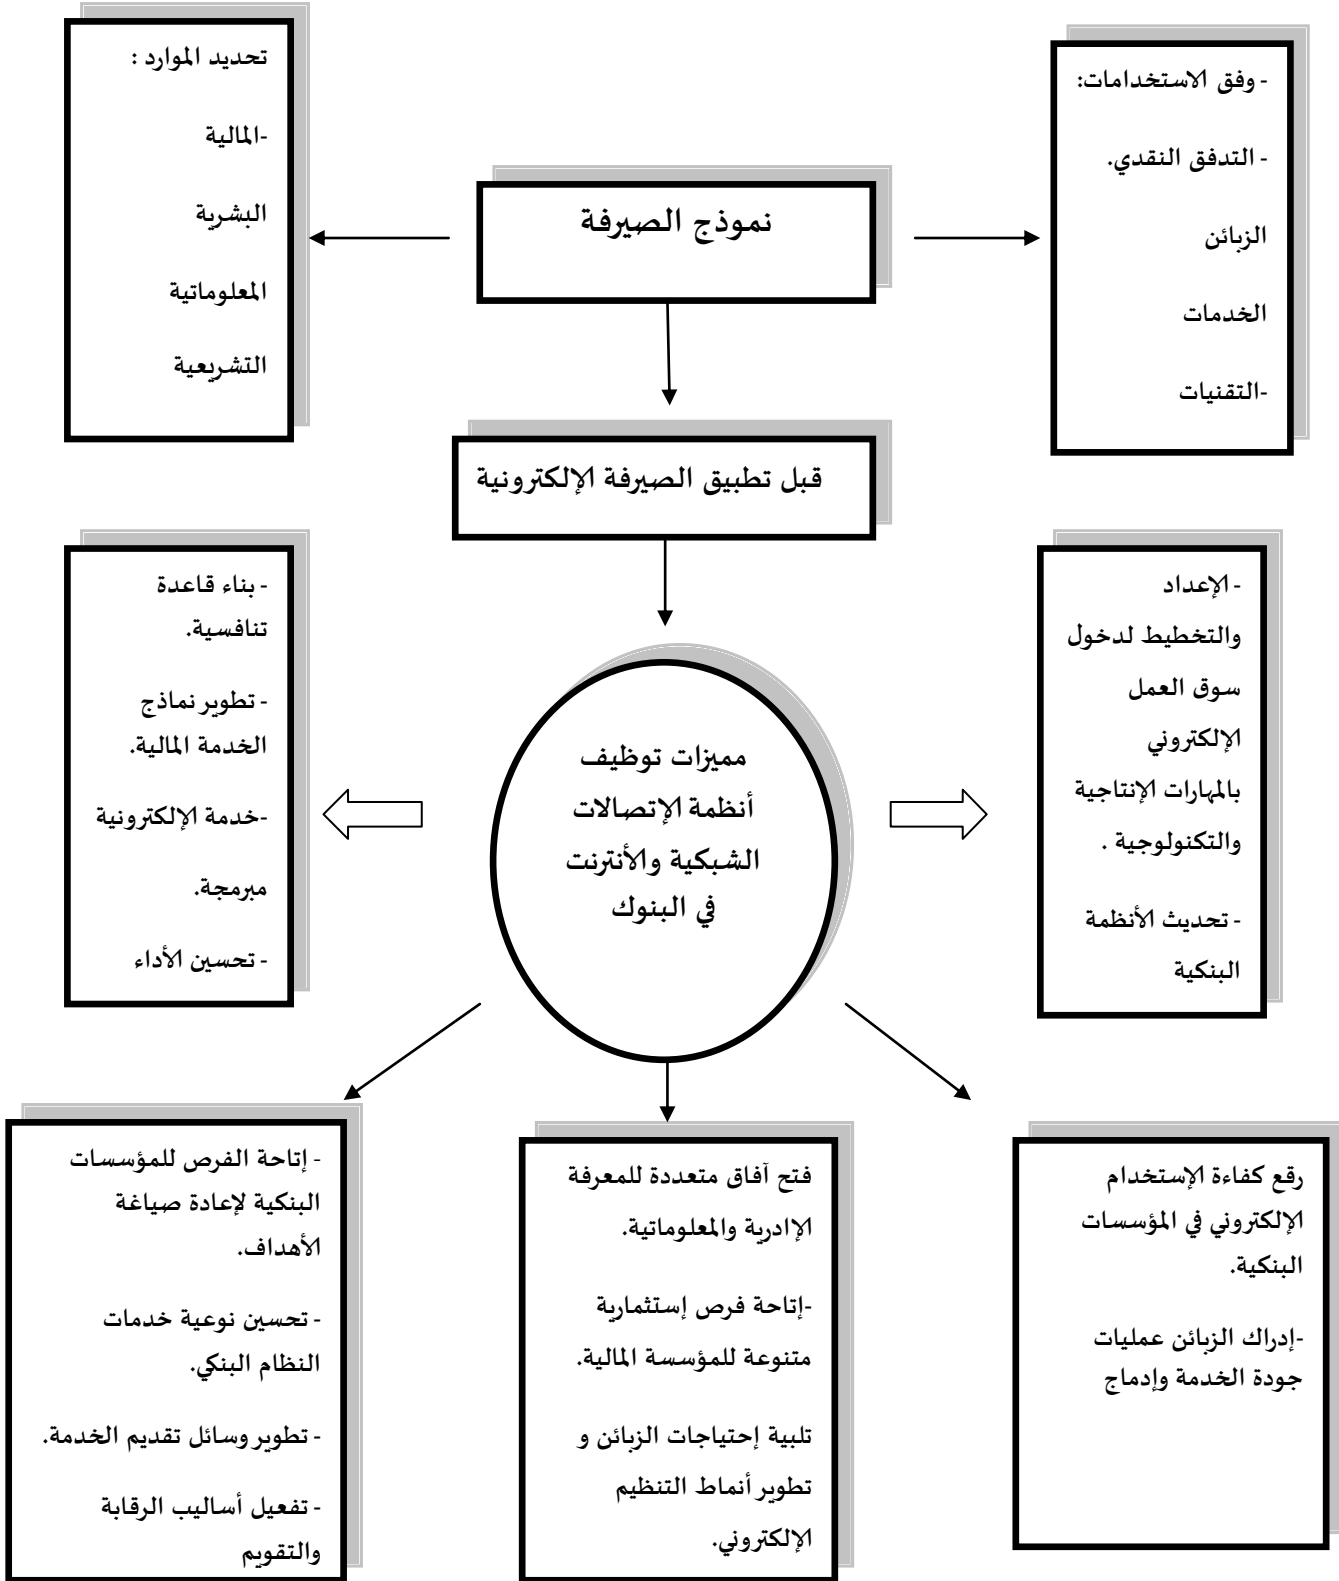 - وفق الاستخدامات:
- التدفق النقدي.
الزبائن
الخدمات
-التقنيات
نموذج الصيرفة
تحديد الموارد :
-المالية
البشرية
المعلوماتية
التشريعية
قبل تطبيق الصيرفة الإلكترونية
- الإعداد
والتخطيط لدخول
سوق العمل
الإلكتروني
بالمهارات الإنتاجية
والتكنولوجية .
- تحديث الأنظمة
البنكية
مميزات توظيف
أنظمة الإتصالات
الشبكية والأنترنت
في البنوك
- بناء قاعدة
تنافسية.
- تطوير نماذج
الخدمة المالية.
-خدمة الإلكترونية
مبرمجة.
- تحسين الأداء
رقع كفاءة الإستخدام
الإلكتروني في المؤسسات
البنكية.
-إدراك الزبائن عمليات
جودة الخدمة وإدماج
فتح آفاق متعددة للمعرفة
الإادرية والمعلوماتية.
-إتاحة فرص إستثمارية
متنوعة للمؤسسة المالية.
تلبية إحتياجات الزبائن و
تطوير أنماط التنظيم
الإلكتروني.
- إتاحة الفرص للمؤسسات
البنكية لإعادة صياغة
الأهداف.
- تحسين نوعية خدمات
النظام البنكي.
- تطوير وسائل تقديم الخدمة.
- تفعيل أساليب الرقابة
والتقويم